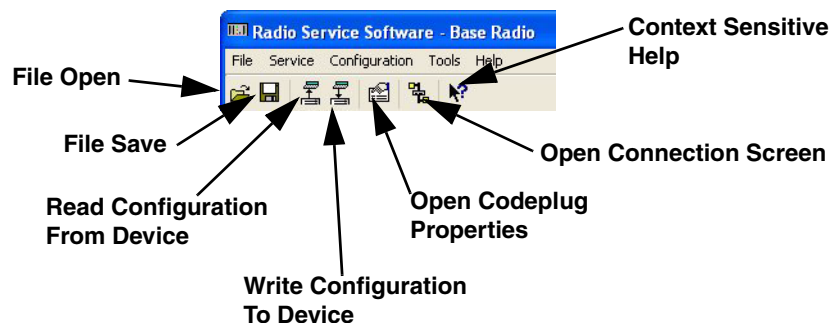 Radio Service Software - Base Radio
File Service Configuration Tools Help
Context Sensitive
Help
File Open
File Save
Open Connection Screen
Read Configuration
From Device
Open Codeplug
Properties
Write Configuration
To Device